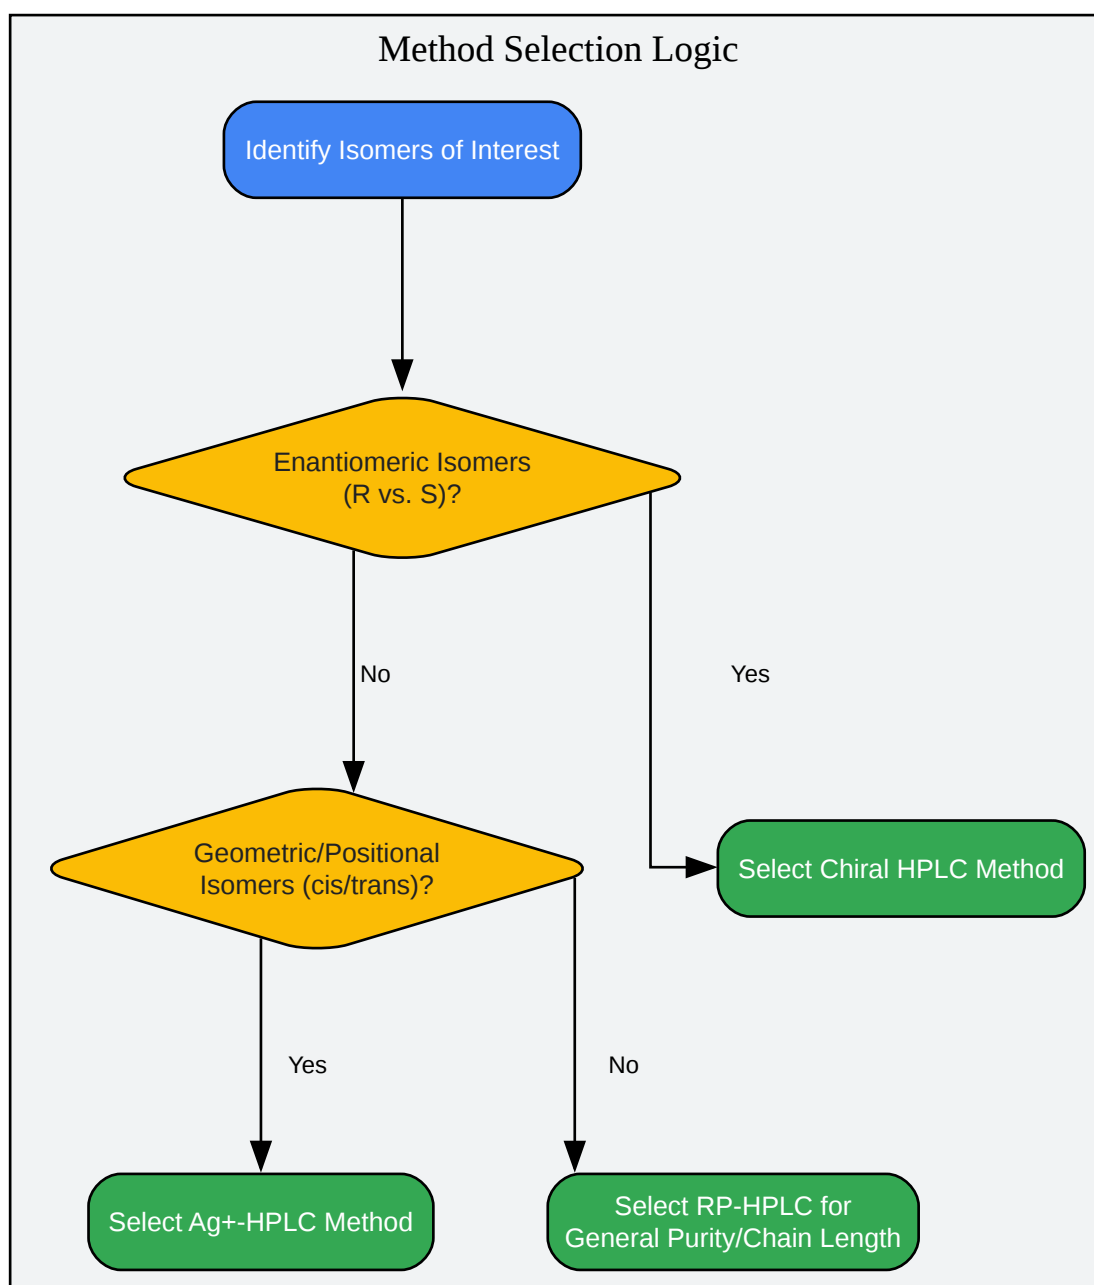 Method Selection Logic
Identify Isomers of Interest
Enantiomeric Isomers
(R vs. S)?
No
Yes
Geometric/Positional
Isomers (cis/trans)?
Select Chiral HPLC Method
Yes
No
Select Ag+-HPLC Method
Select RP-HPLC for
General Purity/Chain Length